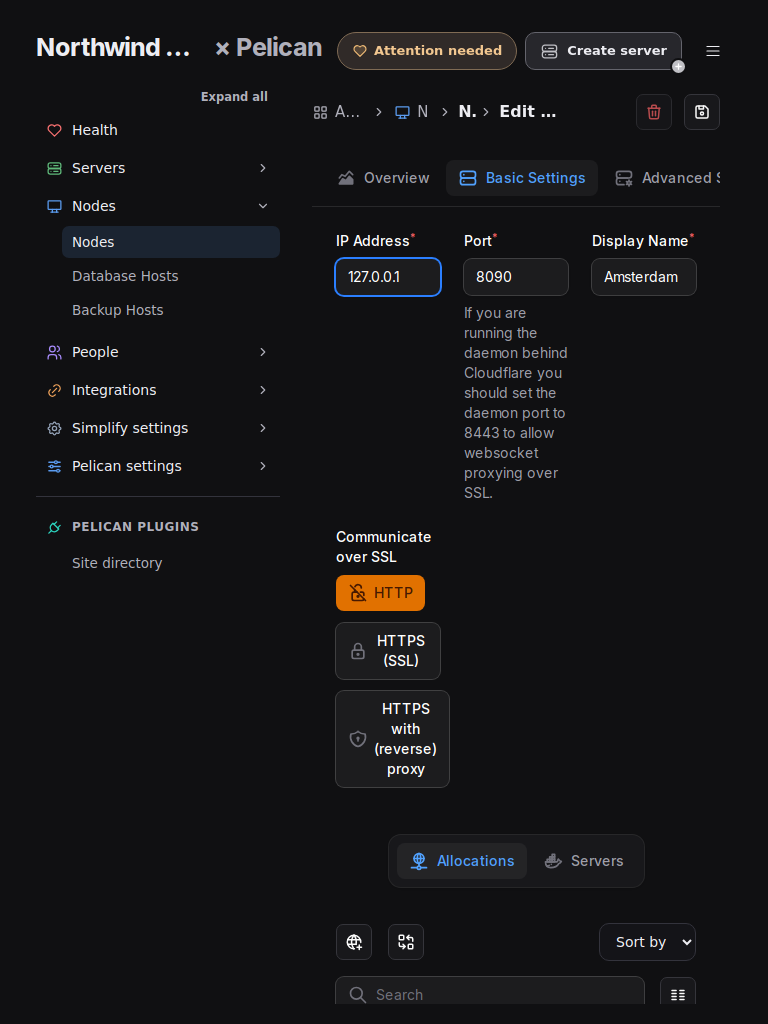 Northwind ... × Pelican
Attention needed
Create server
Expand all
Health
Servers
Nodes
Nodes
Database Hosts
Backup Hosts
People
Integrations
Simplify settings
Pelican settings
PELICAN PLUGINS
Site directory
A... > N > N. > Edit ...
Overview
Basic Settings
Advanced S
IP Address*
127.0.0.1
Port*
8090
If you are
running the
daemon behind
Cloudflare you
should set the
daemon port to
8443 to allow
websocket
proxying over
SSL.
Display Name*
Amsterdam
Communicate
over SSL
HTTP
HTTPS
(SSL)
HTTPS
with
(reverse)
proxy
Allocations
Servers
Sort by
Search